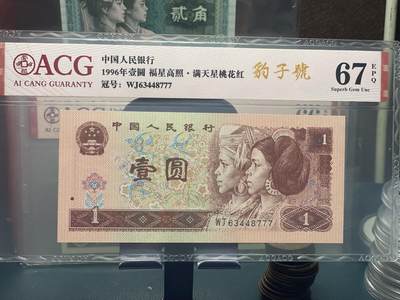 贰角
ACG
AI CANG GUARANTY
中国人民银行
1996年壹圆 福星高照·满天星桃花红
冠号: WJ63448777
豹子號
67 EPQ
Superb Gem Unc
中国人民银行
壹圆
1
1
WJ63448777